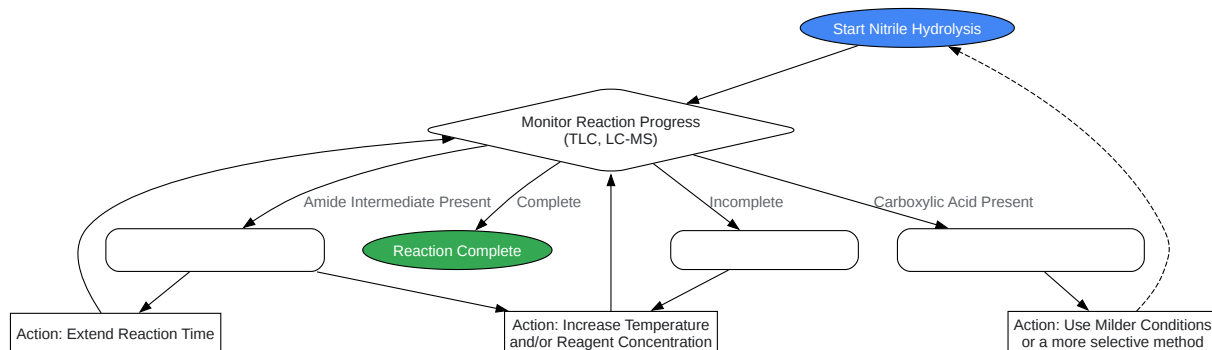 Start Nitrile Hydrolysis
Monitor Reaction Progress
(TLC, LC-MS)
Amide Intermediate Present
Complete
Incomplete
Carboxylic Acid Present
Reaction Complete
Action: Extend Reaction Time
Action: Increase Temperature
and/or Reagent Concentration
Action: Use Milder Conditions
or a more selective method